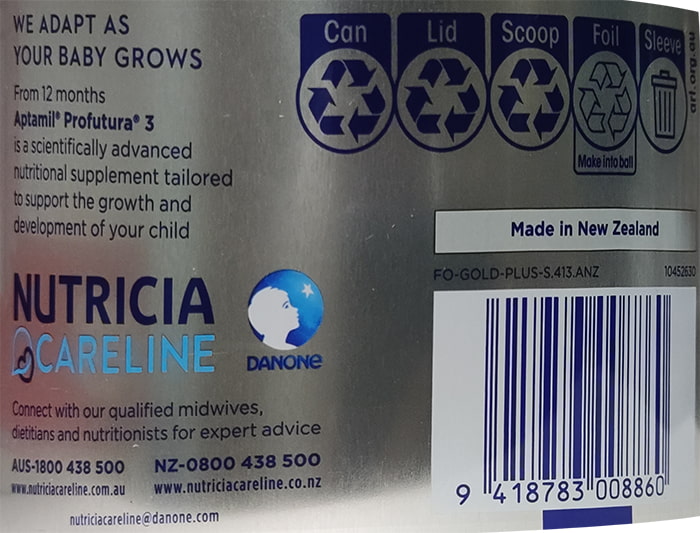 WE ADAPT AS
YOUR BABY GROWS
From 12 months
Aptamil® Profutura® 3
is a scientifically advanced
nutritional supplement tailored
to support the growth and
development of your child
NUTRICIA
CARELINE
DANONE
Connect with our qualified midwives,
dietitians and nutritionists for expert advice
AUS-1800 438 500 NZ-0800 438 500
www.nutriciacareline.com.au www.nutriciacareline.co.nz
nutriciacareline@danone.com
Can Lid Scoop Foil Sleeve
Make into ball
arl.org.au
Made in New Zealand
FO-GOLD-PLUS-S.413.ANZ 10452630
9 418783 008860